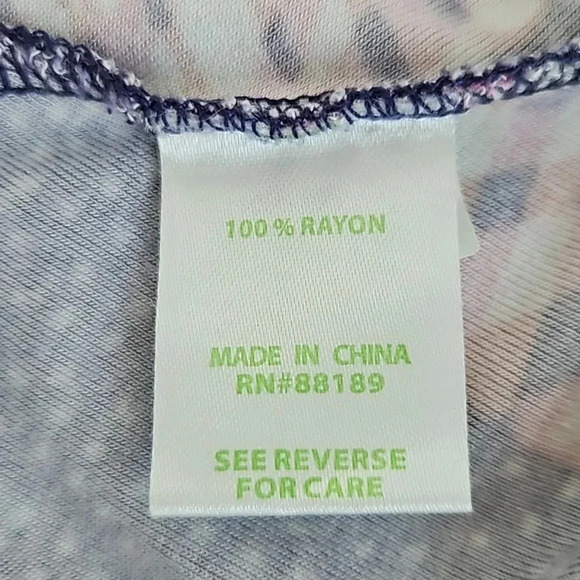 100 % RAYON
MADE IN CHINA
RN#88189
SEE REVERSE
FOR CARE